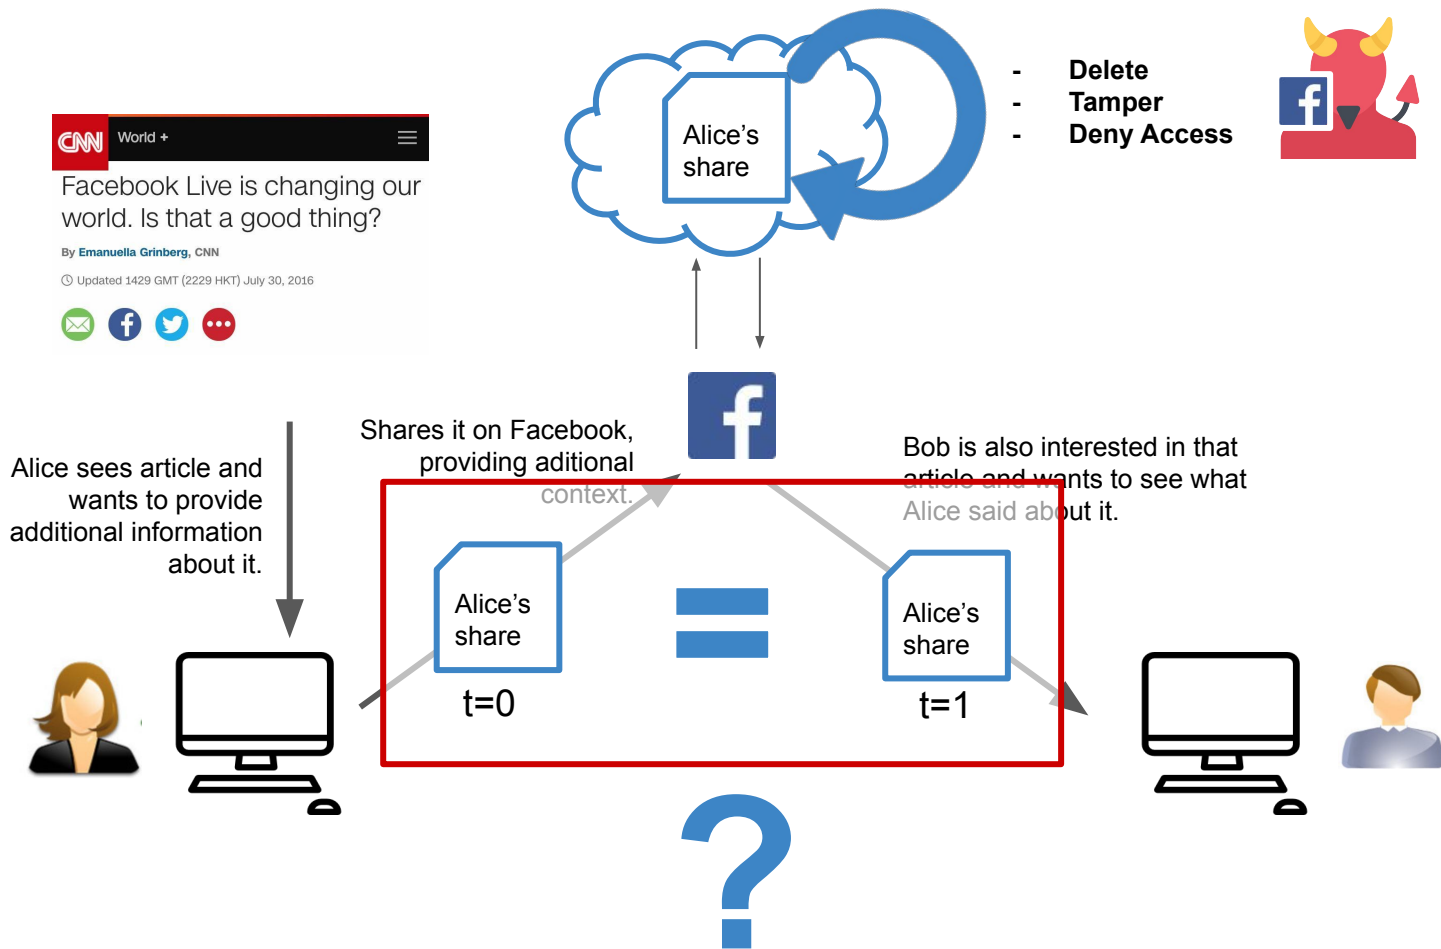 CNN World +
Facebook Live is changing our
world. Is that a good thing?
By Emanuella Grinberg, CNN
Updated 1429 GMT (2229 HKT) July 30, 2016
f
Alice's
share
- Delete
- Tamper
- Deny Access
f
f
Alice sees article and
wants to provide
additional information
about it.
Shares it on Facebook,
providing aditional
context.
Bob is also interested in that
article and wants to see what
Alice said about it.
Alice's
share
t=0
=
Alice's
share
t=1
?